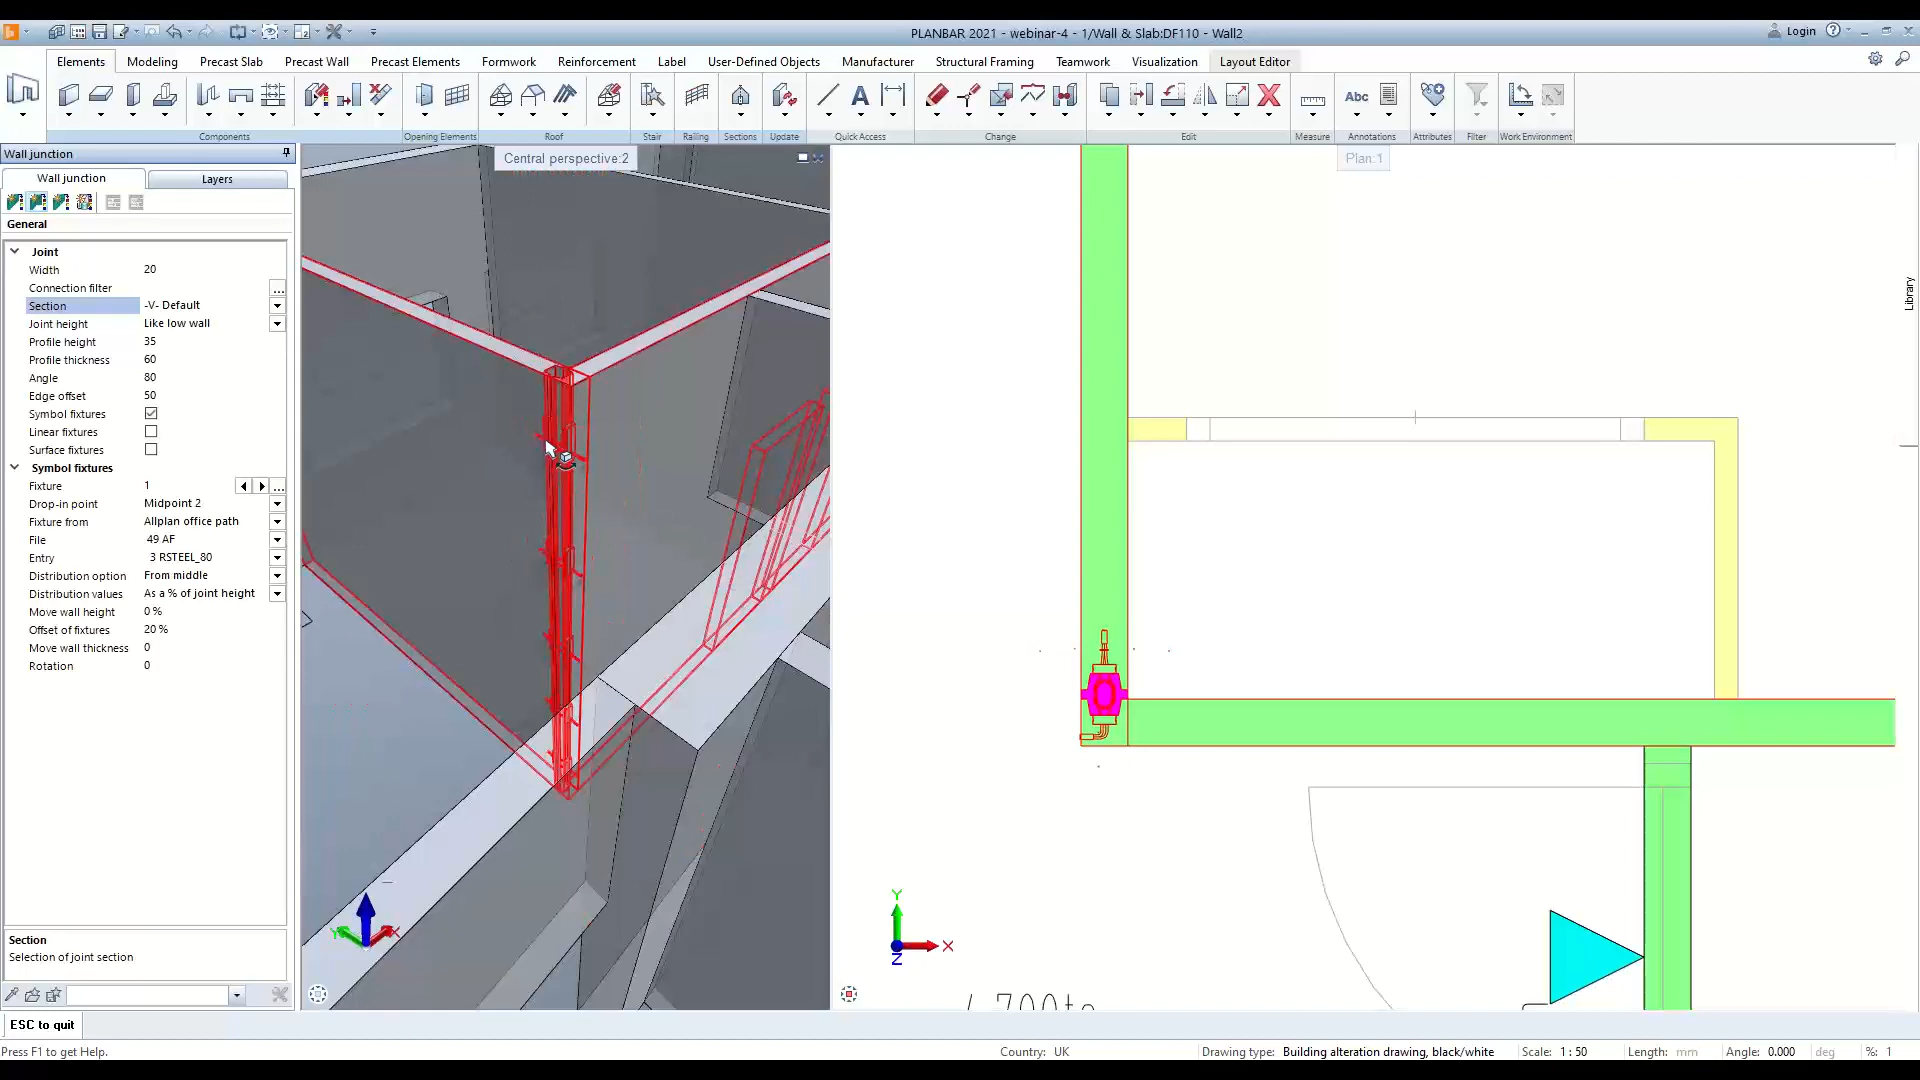 PLANBAR 2021 - webinar-4 - 1/Wall & Slab:DF110 - Wall2
Login
Elements Modeling Precast Slab Precast Wall Precast Elements Formwork Reinforcement Label User-Defined Objects Manufacturer Structural Framing Teamwork Visualization Layout Editor
Abc
Components Opening Elements Roof Stair Railing Sections Update Quick Access Change Edit Measure Annotations Attributes Filter Work Environment
Wall junction
Central perspective:2
Plan:1
Wall junction Layers
General
Joint
Width 20
Connection filter ...
Section -V- Default
Joint height Like low wall
Profile height 35
Profile thickness 60
Angle 80
Edge offset 50
Symbol fixtures
Linear fixtures
Surface fixtures
Symbol fixtures
Fixture 1 ...
Drop-in point Midpoint 2
Fixture from Allplan office path
File 49 AF
Entry 3 RSTEEL_80
Distribution option From middle
Distribution values As a % of joint height
Move wall height 0 %
Offset of fixtures 20 %
Move wall thickness 0
Rotation 0
Library
Y X
Y
X
Z
Section
Selection of joint section
ESC to quit
Press F1 to get Help.
Country: UK Drawing type: Building alteration drawing, black/white Scale: 1 : 50 Length: mm Angle: 0.000 deg %: 1